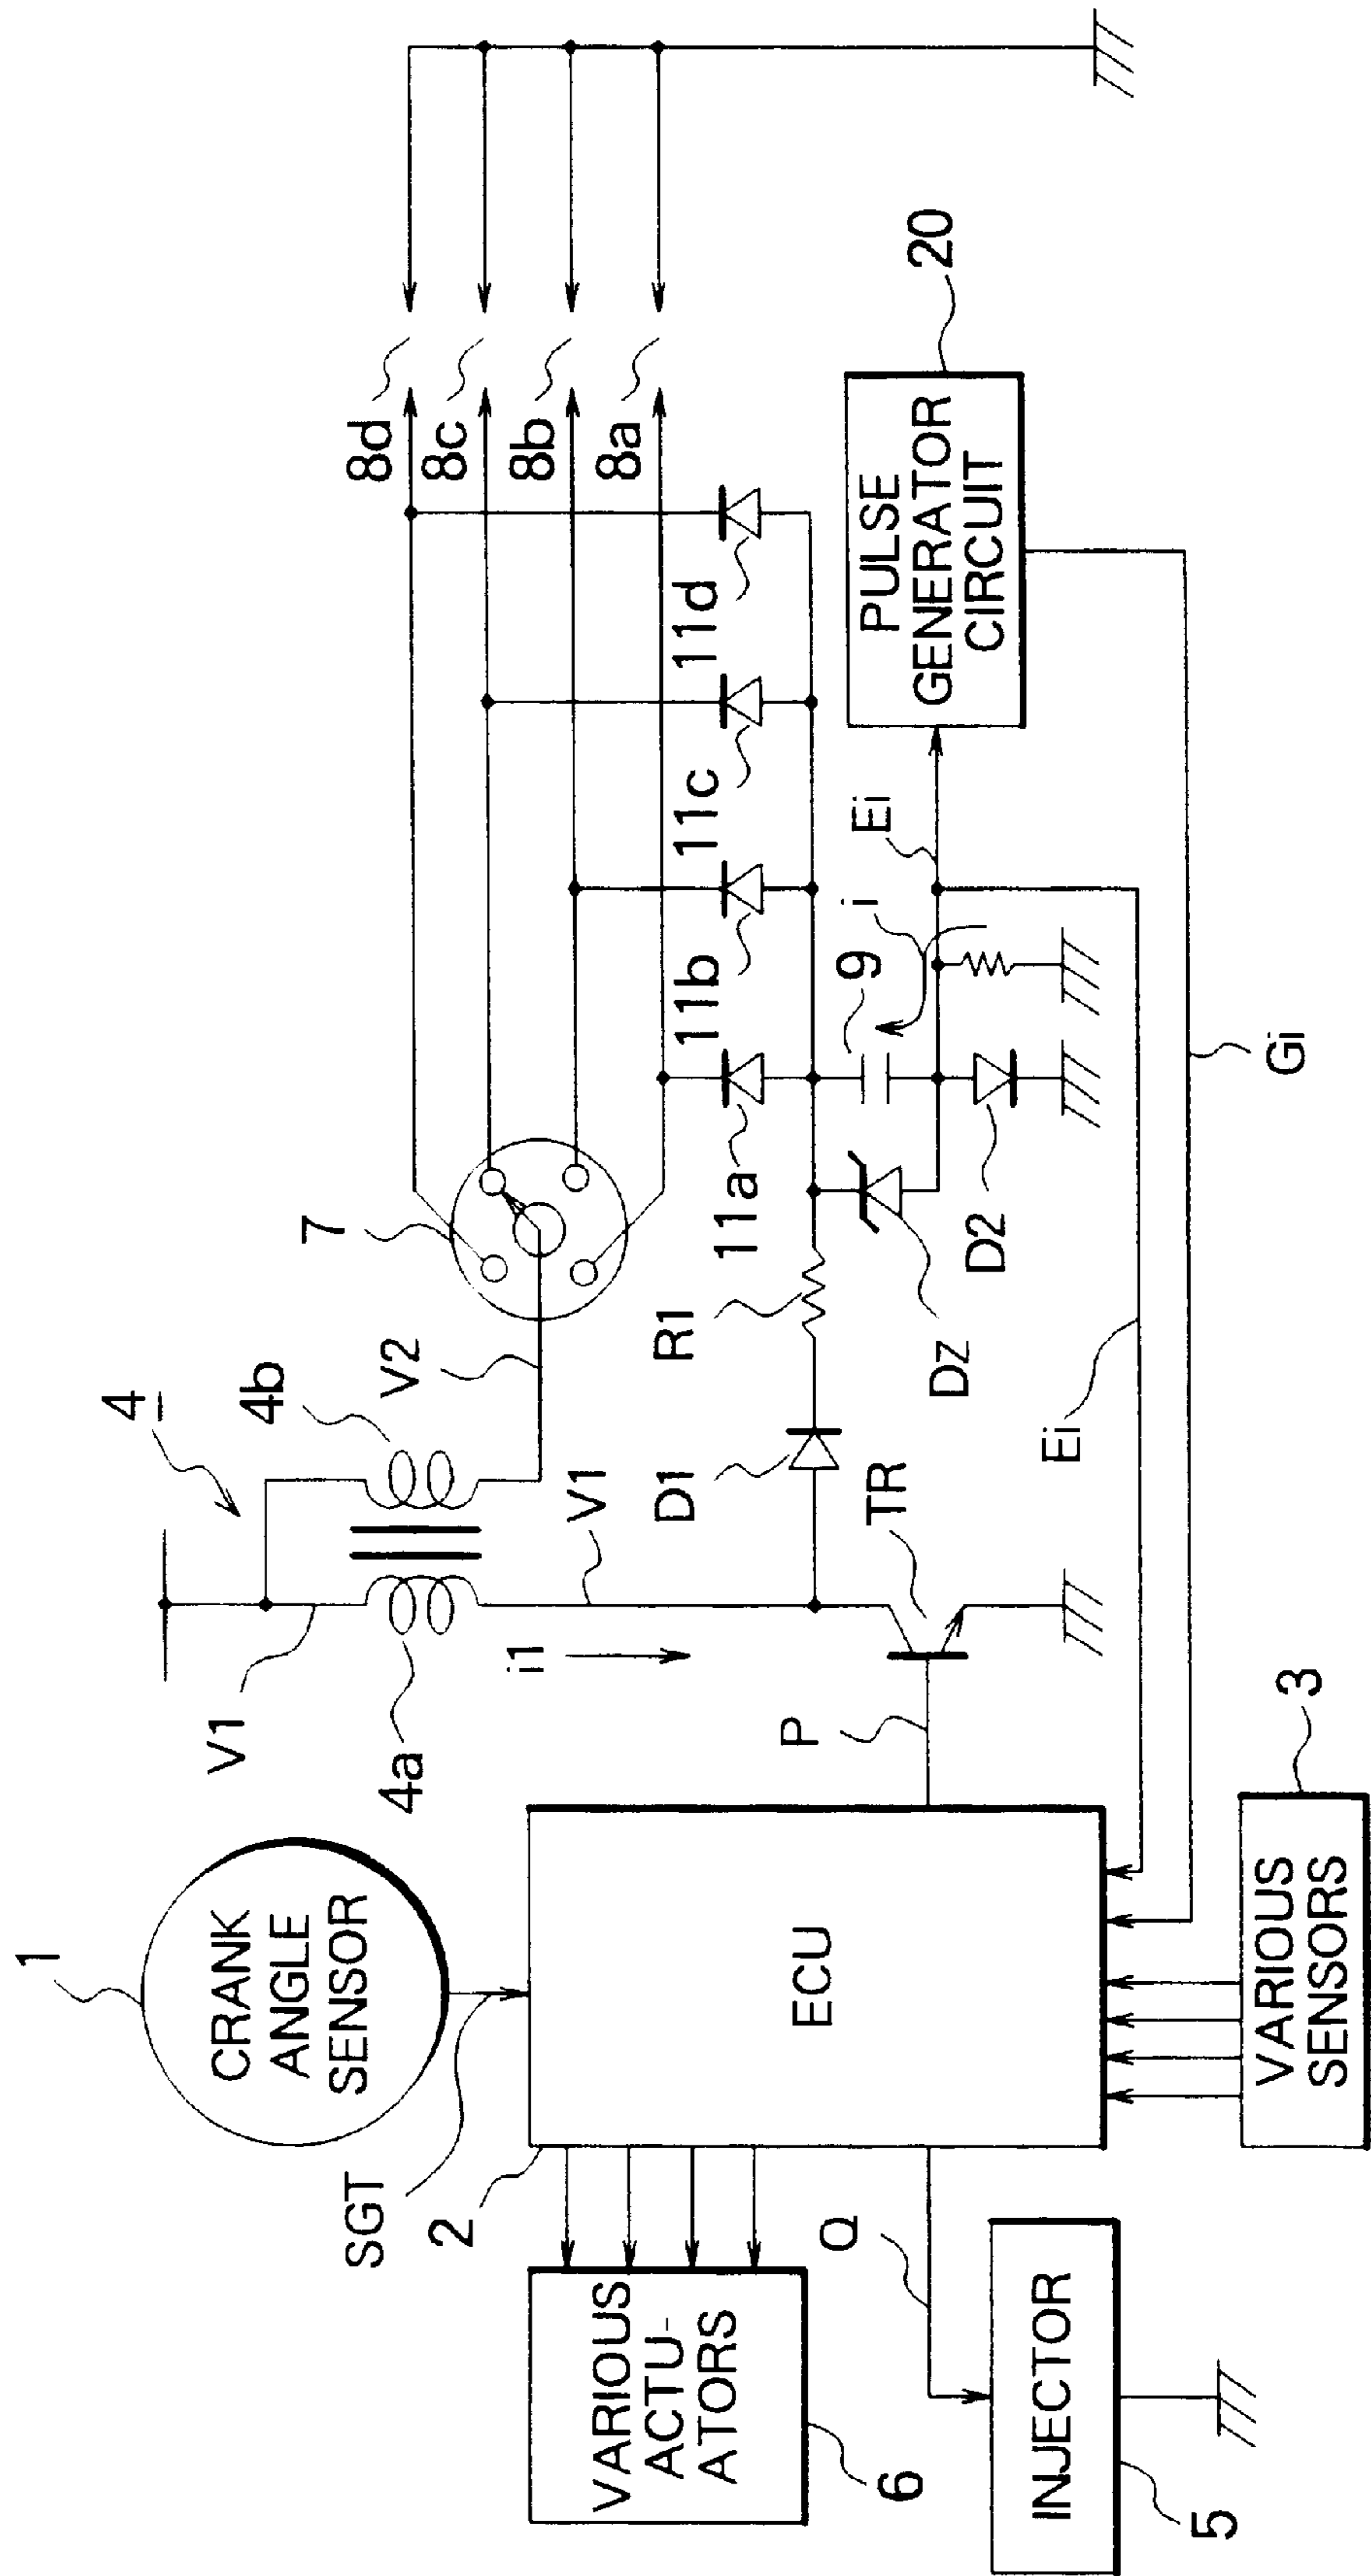 1
CRANK
ANGLE
SENSOR
SGT
2
VARIOUS
ACTU-
ATORS
6
Q
INJECTOR
5
ECU
VARIOUS
SENSORS
3
P
V1
4
4a
4b
i1
V1
V2
7
TR
D1
R1
Dz
D2
9
i
Ei
Ei
Gi
11a
11b
11c
11d
8d
8c
8b
8a
PULSE
GENERATOR
CIRCUIT
20